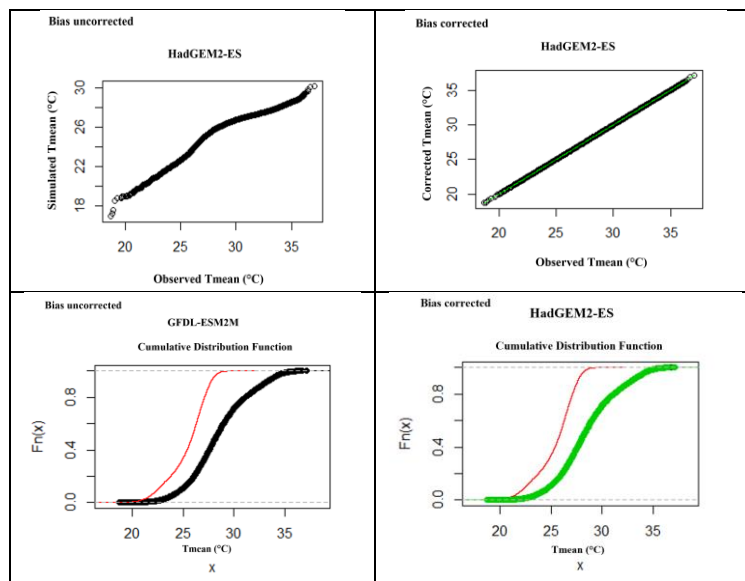 Bias uncorrected
HadGEM2-ES
Simulated Tmean (°C)
30
26
22
18
20 25 30 35
Observed Tmean (°C)
Bias corrected
HadGEM2-ES
Corrected Tmean (°C)
35
30
25
20
20 25 30 35
Observed Tmean (°C)
Bias uncorrected
GFDL-ESM2M
Cumulative Distribution Function
Fn(x)
0.8
0.4
0.0
20 25 30 35
Tmean (°C)
x
Bias corrected
HadGEM2-ES
Cumulative Distribution Function
Fn(x)
0.8
0.4
0.0
20 25 30 35
Tmean (°C)
x